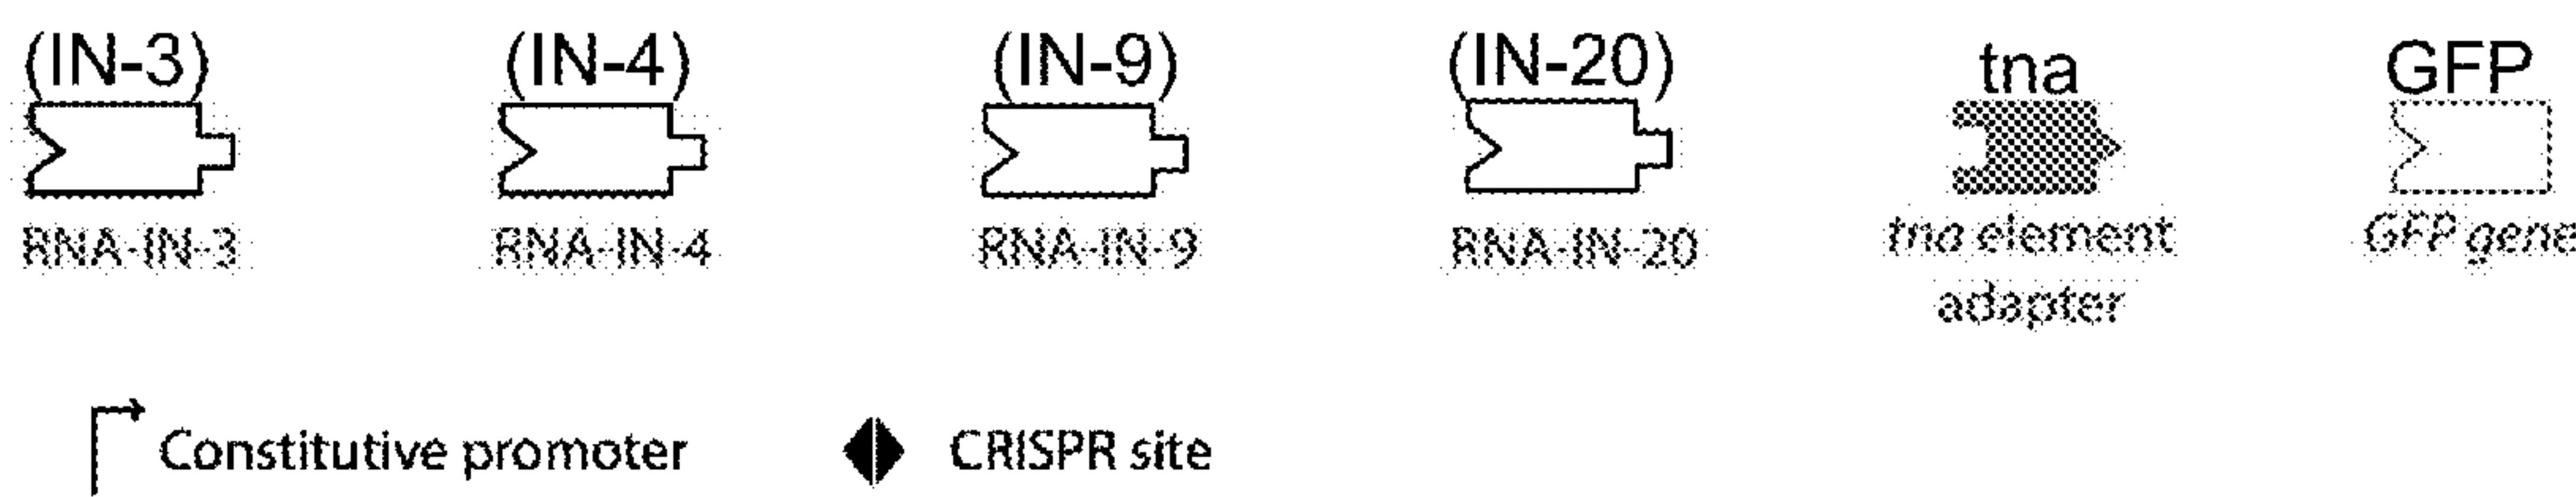 (IN-3) (IN-4) (IN-9) (IN-20) tna GFP
RNA-IN-3 RNA-IN-4 RNA-IN-9 RNA-IN-20 tna element GFP gene
adapter
Constitutive promoter CRISPR site